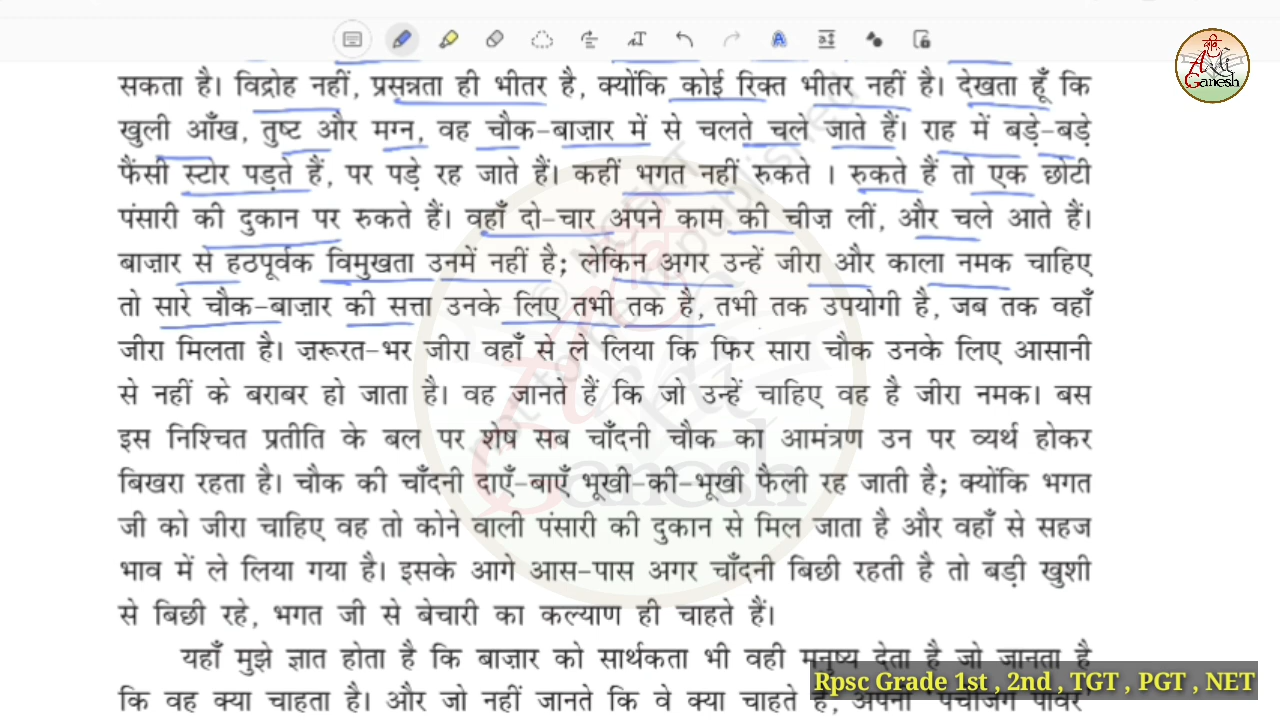 सकता है। विद्रोह नहीं, प्रसन्नता ही भीतर है, क्योंकि कोई रिक्त भीतर नहीं है। देखता हूँ कि
खुली आँख, तुष्ट और मग्न, वह चौक-बाज़ार में से चलते चले जाते हैं। राह में बड़े-बड़े
फैंसी स्टोर पड़ते हैं, पर पड़े रह जाते हैं। कहीं भगत नहीं रुकते । रुकते हैं तो एक छोटी
पंसारी की दुकान पर रुकते हैं। वहाँ दो-चार अपने काम की चीज़ लीं, और चले आते हैं।
बाज़ार से हठपूर्वक विमुखता उनमें नहीं है; लेकिन अगर उन्हें जीरा और काला नमक चाहिए
तो सारे चौक-बाज़ार की सत्ता उनके लिए तभी तक है, तभी तक उपयोगी है, जब तक वहाँ
जीरा मिलता है। ज़रूरत-भर जीरा वहाँ से ले लिया कि फिर सारा चौक उनके लिए आसानी
से नहीं के बराबर हो जाता है। वह जानते हैं कि जो उन्हें चाहिए वह है जीरा नमक। बस
इस निश्चित प्रतीति के बल पर शेष सब चाँदनी चौक का आमंत्रण उन पर व्यर्थ होकर
बिखरा रहता है। चौक की चाँदनी दाएँ-बाएँ भूखी-की-भूखी फैली रह जाती है; क्योंकि भगत
जी को जीरा चाहिए वह तो कोने वाली पंसारी की दुकान से मिल जाता है और वहाँ से सहज
भाव में ले लिया गया है। इसके आगे आस-पास अगर चाँदनी बिछी रहती है तो बड़ी खुशी
से बिछी रहे, भगत जी से बेचारी का कल्याण ही चाहते हैं।
यहाँ मुझे ज्ञात होता है कि बाज़ार को सार्थकता भी वही मनुष्य देता है जो जानता है
कि वह क्या चाहता है। और जो नहीं जानते कि वे क्या चाहते हैं, अपनी 'पर्चेज़िंग पावर'
Rpsc Grade 1st , 2nd , TGT , PGT , NET